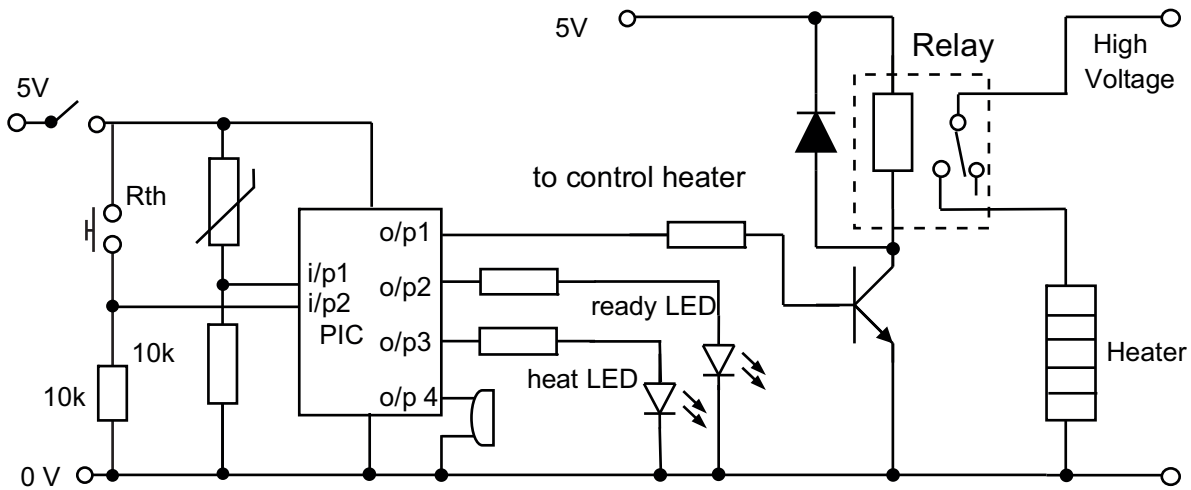 5V
Relay
High
Voltage
5V
Rth
to control heater
o/p1
i/p1
i/p2
o/p2
ready LED
PIC
o/p3
10k
heat LED
Heater
10k
o/p 4
0 V